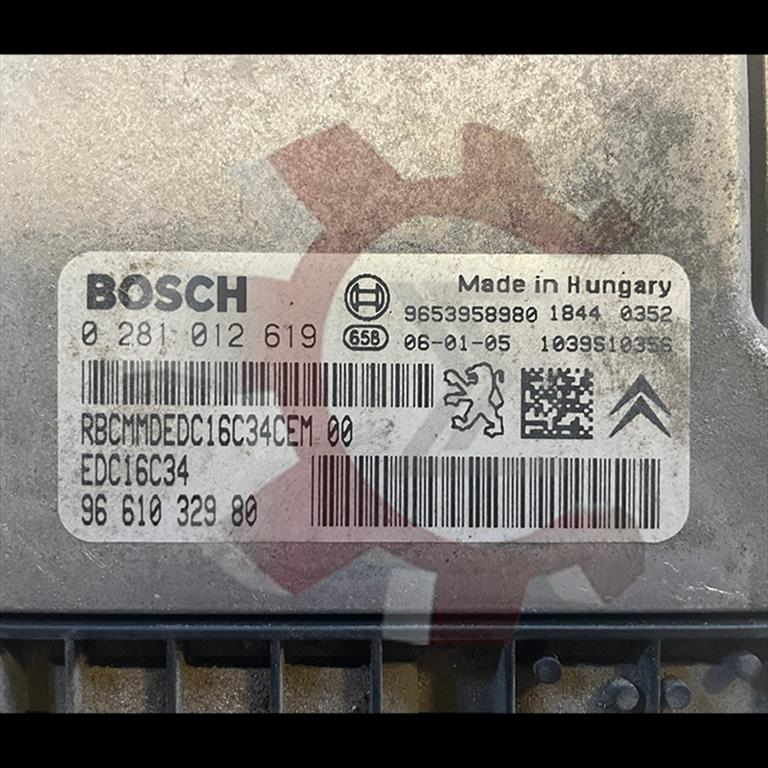 BOSCH
0 281 012 619
Made in Hungary
9653958980 1844 0352
658 06-01-05 1039S10356
RBCMMDEDC16C34CEM 00
EDC16C34
96 610 329 80